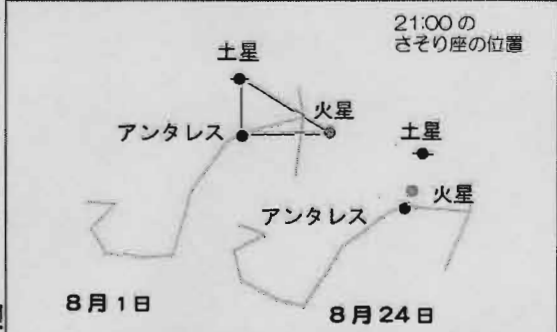 21:00の
さそり座の位置
土星
火星
アンタレス
土星
火星
アンタレス
8月1日
8月24日